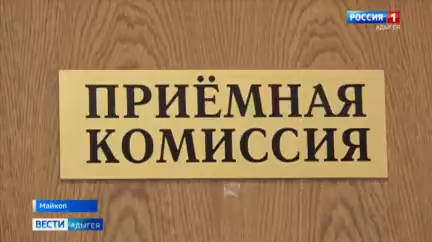 РОССИЯ 1
АДЫГЕЯ
ПРИЁМНАЯ
КОМИССИЯ
Майкоп
ВЕСТИ АДЫГЕЯ